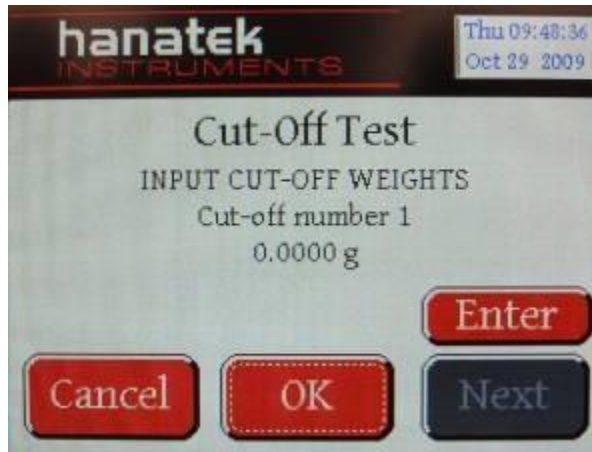 hanatek
INSTRUMENTS
Thu 09:48:36
Oct 29 2009
Cut-Off Test
INPUT CUT-OFF WEIGHTS
Cut-off number 1
0.0000 g
Enter
Cancel
OK
Next